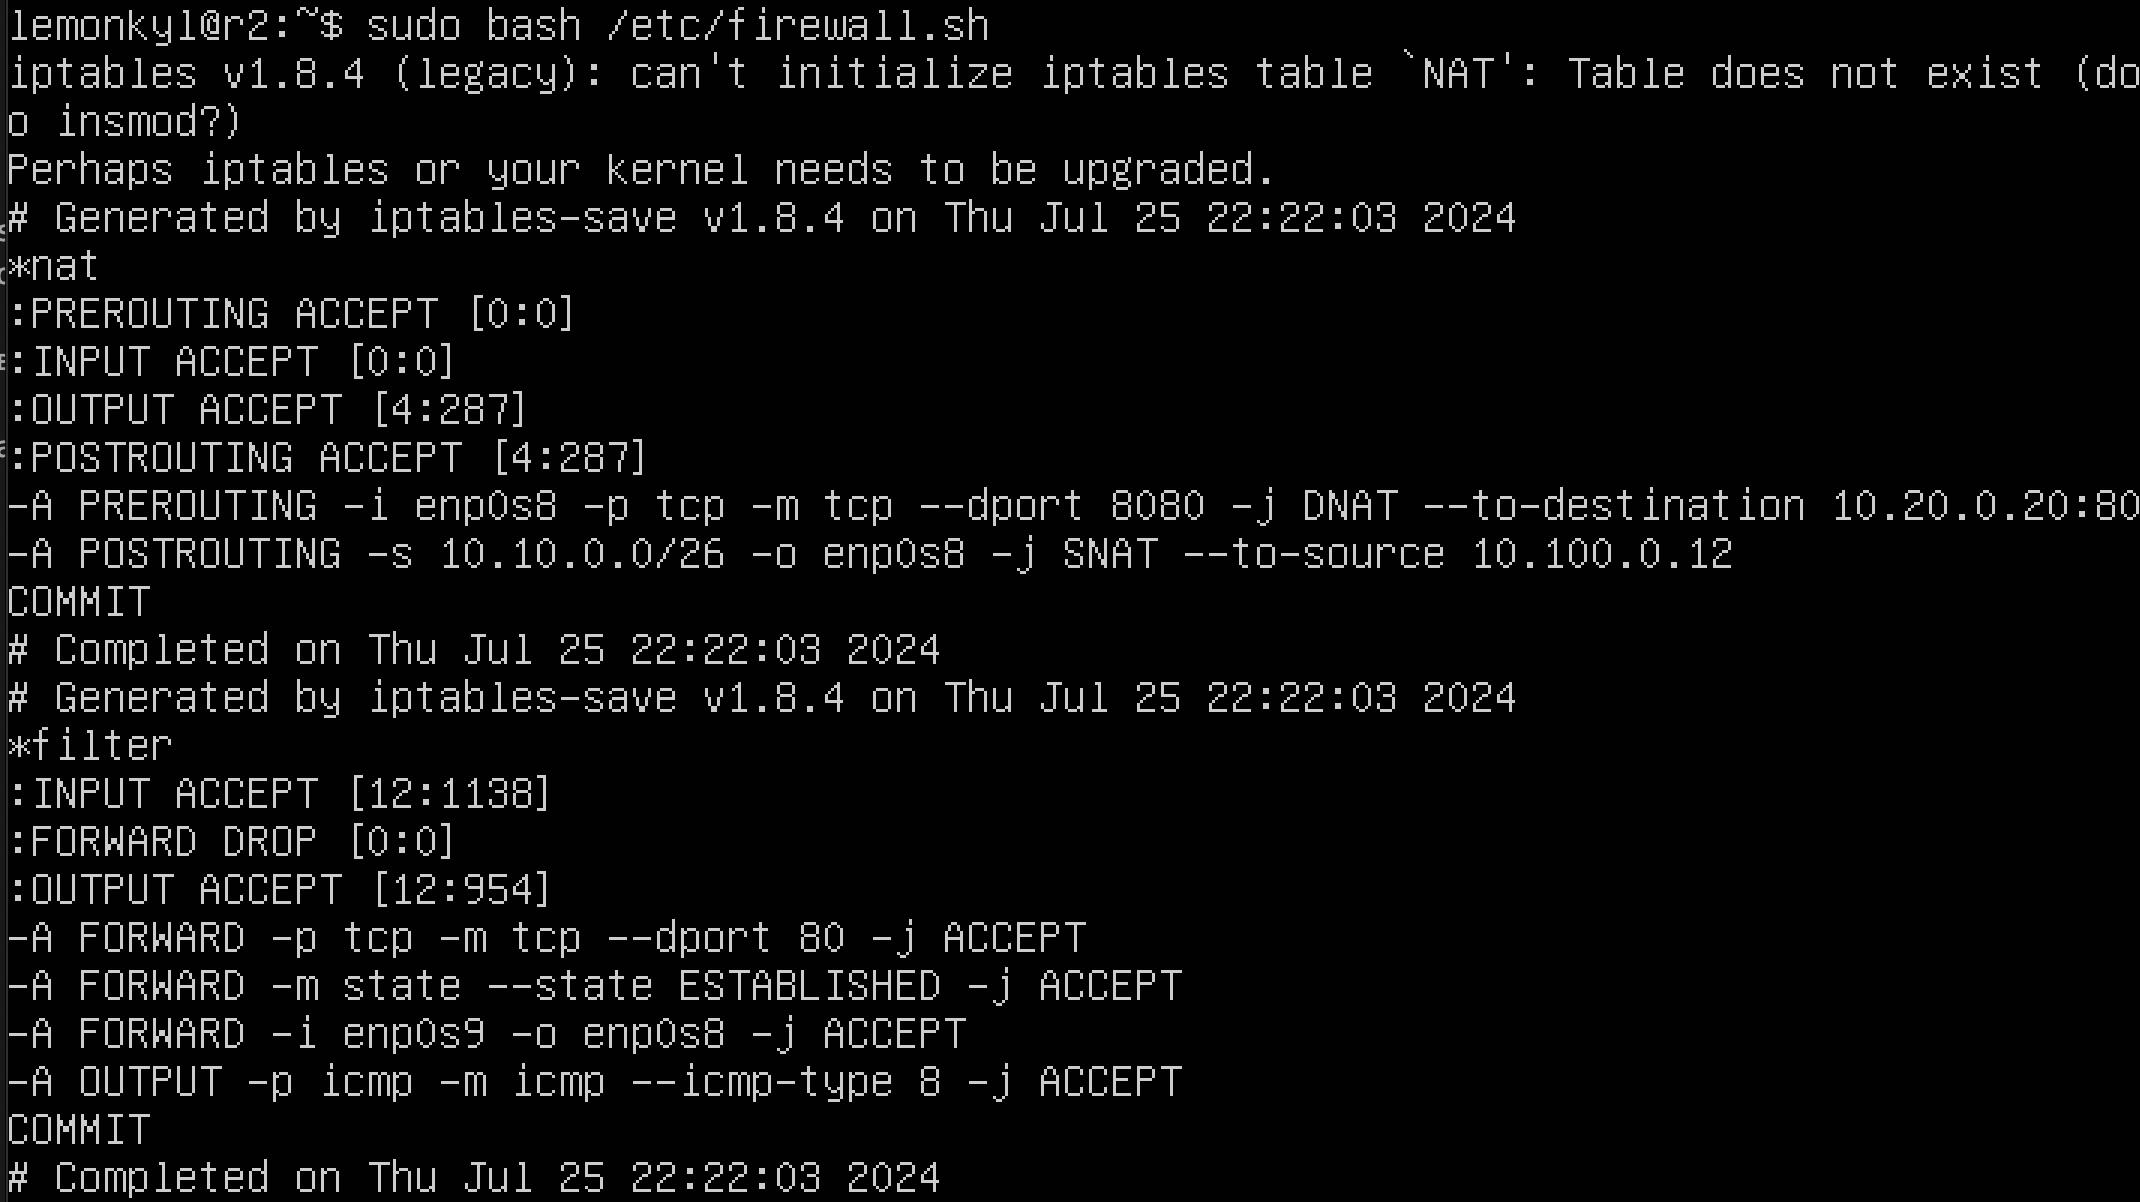 lemonkyl@r2:~$ sudo bash /etc/firewall.sh
iptables v1.8.4 (legacy): can't initialize iptables table `NAT': Table does not exist (do
o insmod?)
Perhaps iptables or your kernel needs to be upgraded.
# Generated by iptables-save v1.8.4 on Thu Jul 25 22:22:03 2024
*nat
:PREROUTING ACCEPT [0:0]
:INPUT ACCEPT [0:0]
:OUTPUT ACCEPT [4:287]
:POSTROUTING ACCEPT [4:287]
-A PREROUTING -i enp0s8 -p tcp -m tcp --dport 8080 -j DNAT --to-destination 10.20.0.20:80
-A POSTROUTING -s 10.10.0.0/26 -o enp0s8 -j SNAT --to-source 10.100.0.12
COMMIT
# Completed on Thu Jul 25 22:22:03 2024
# Generated by iptables-save v1.8.4 on Thu Jul 25 22:22:03 2024
*filter
:INPUT ACCEPT [12:1138]
:FORWARD DROP [0:0]
:OUTPUT ACCEPT [12:954]
-A FORWARD -p tcp -m tcp --dport 80 -j ACCEPT
-A FORWARD -m state --state ESTABLISHED -j ACCEPT
-A FORWARD -i enp0s9 -o enp0s8 -j ACCEPT
-A OUTPUT -p icmp -m icmp --icmp-type 8 -j ACCEPT
COMMIT
# Completed on Thu Jul 25 22:22:03 2024